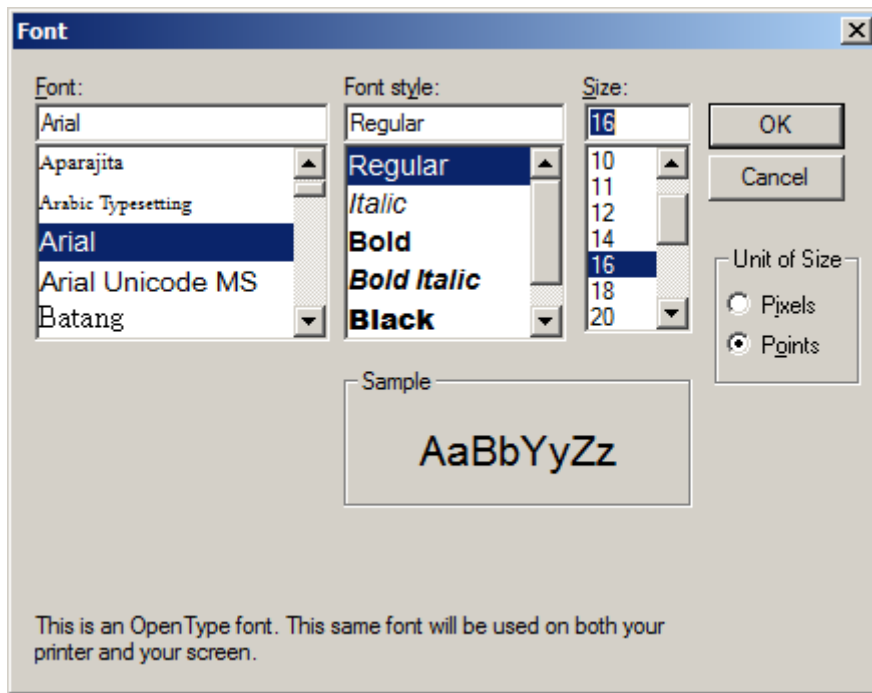 Font
Font:
Arial
Aparajita
Arabic Typesetting
Arial
Arial Unicode MS
Batang
Font style:
Regular
Regular
Italic
Bold
Bold Italic
Black
Size:
16
10
11
12
14
16
18
20
OK
Cancel
Unit of Size
Pixels
Points
Sample
AaBbYyZz
This is an OpenType font. This same font will be used on both your
printer and your screen.